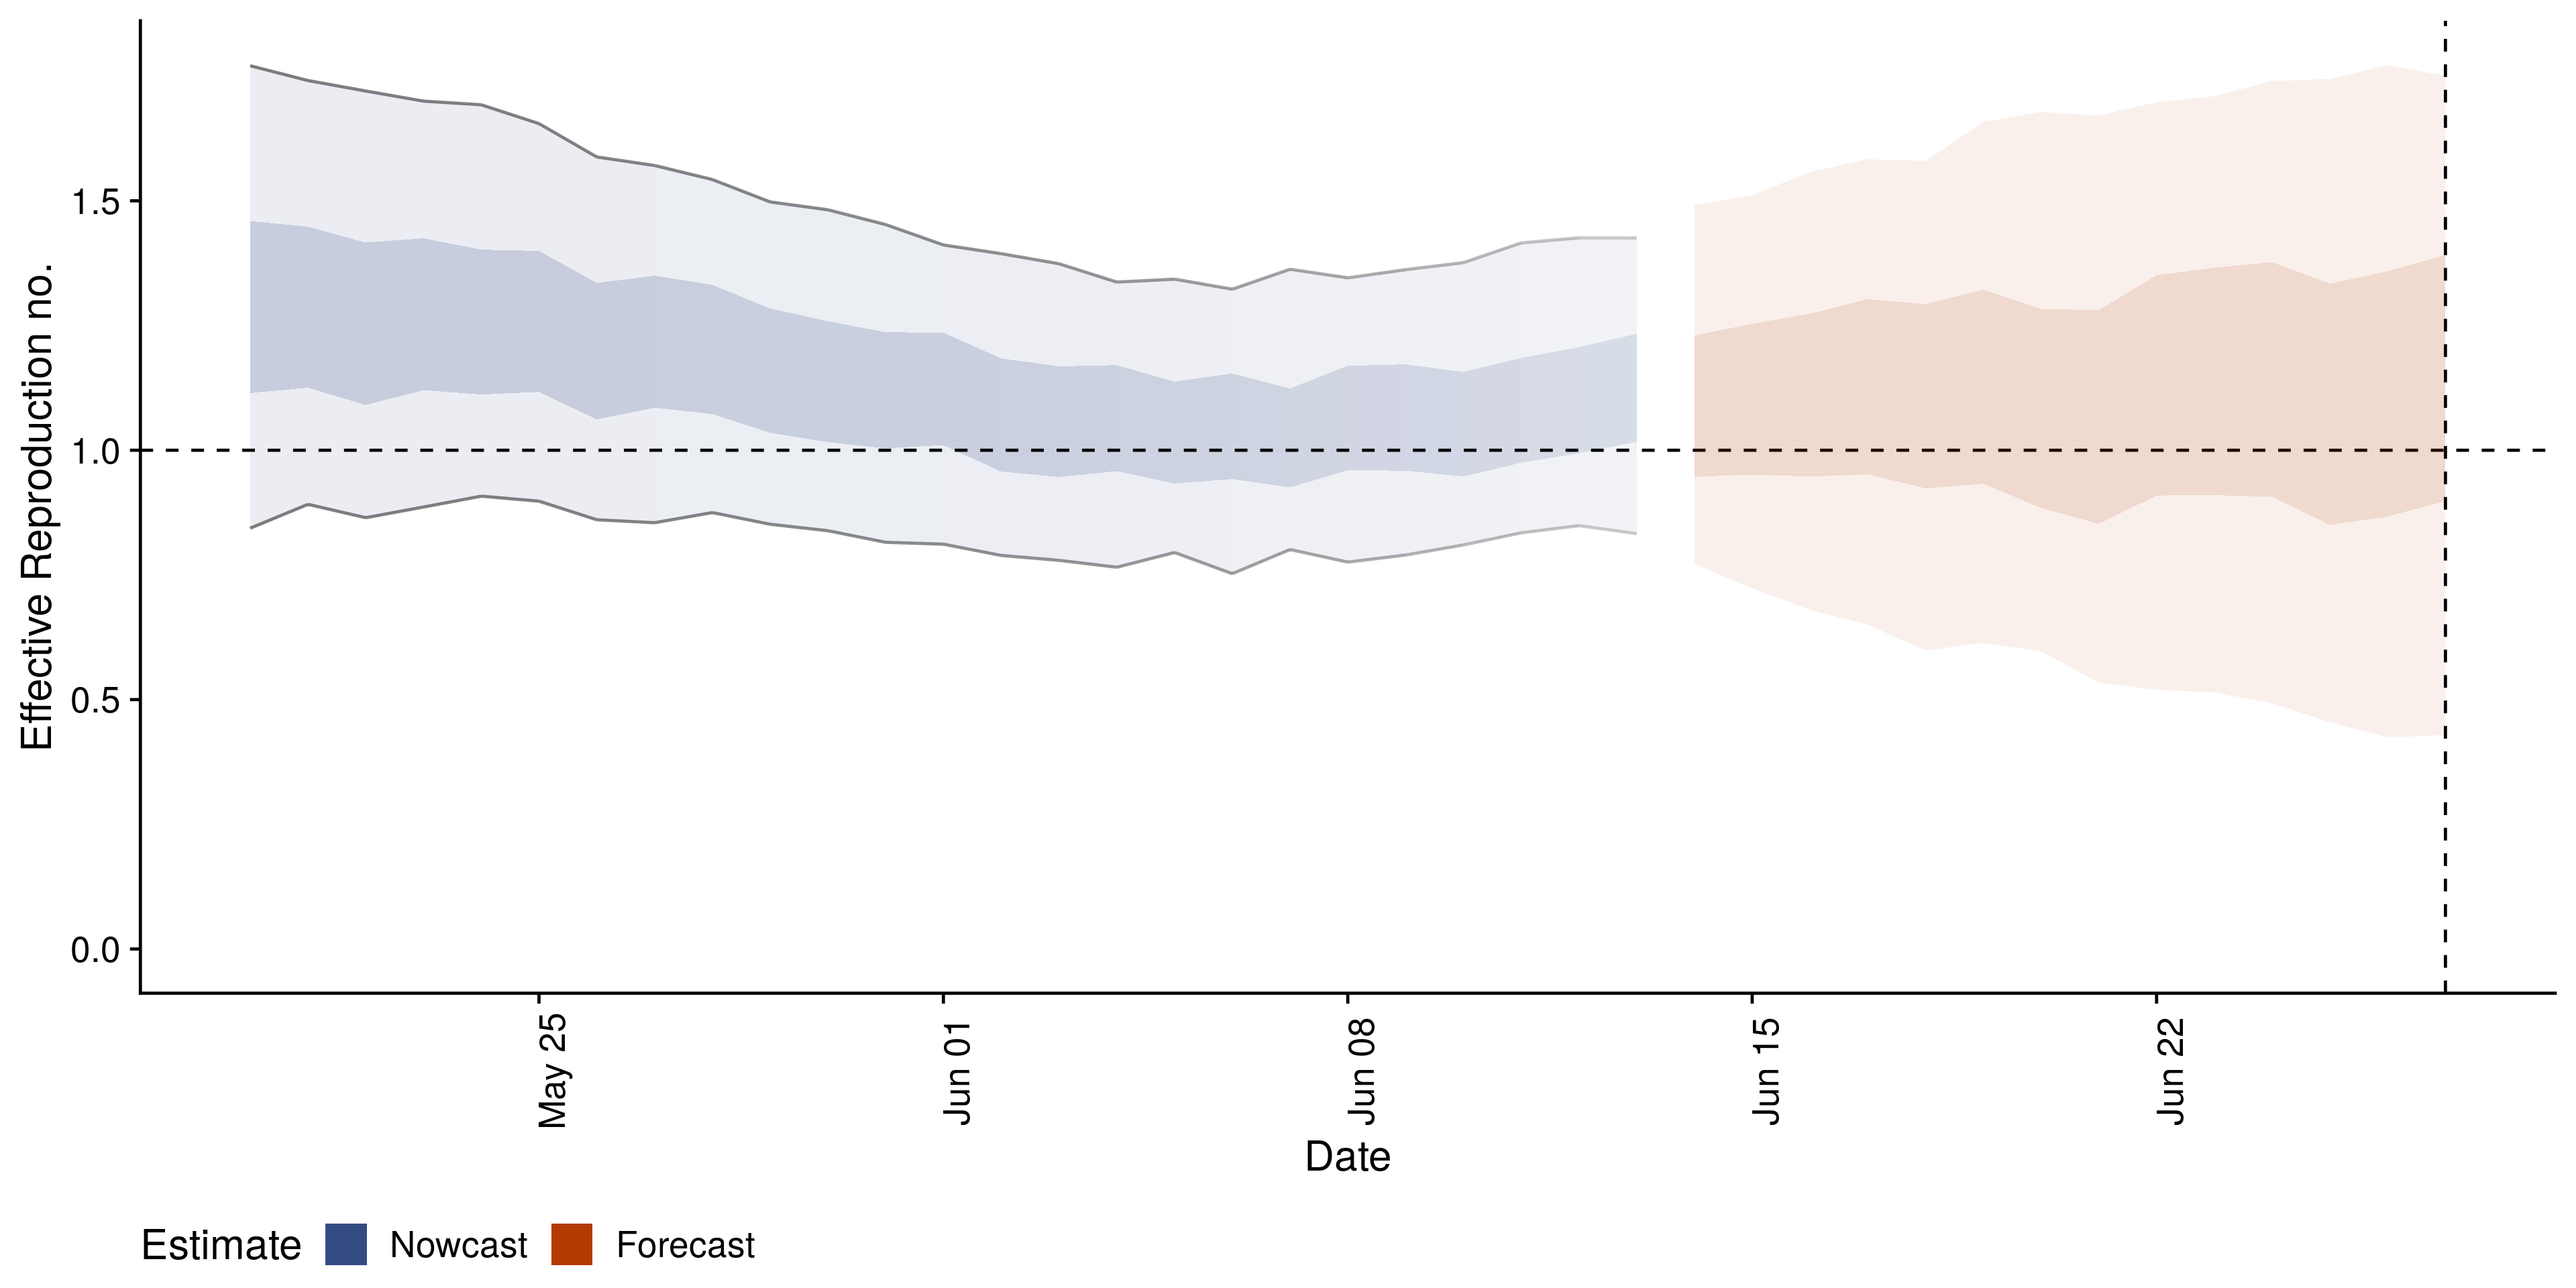 Effective Reproduction no.
1.5
1.0
0.5
0.0
May 25
Jun 01
Jun 08
Jun 15
Jun 22
Date
Estimate Nowcast Forecast